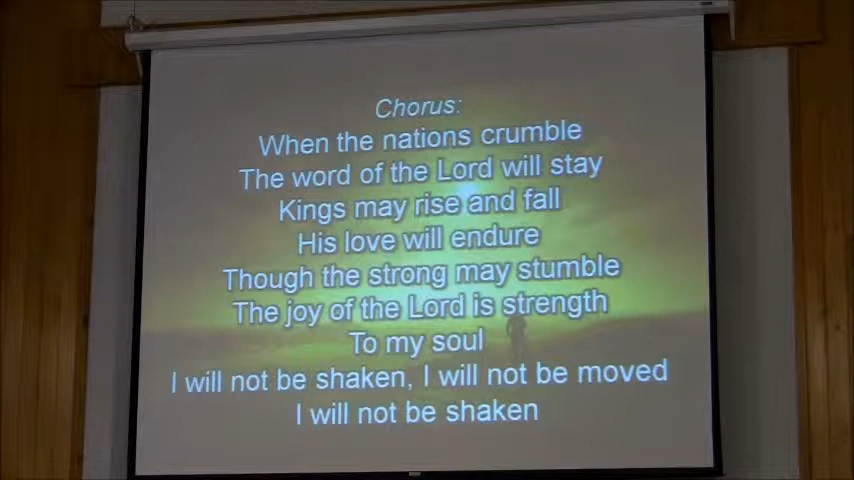 Chorus:
When the nations crumble
The word of the Lord will stay
Kings may rise and fall
His love will endure
Though the strong may stumble
The joy of the Lord is strength
To my soul
I will not be shaken, I will not be moved
I will not be shaken